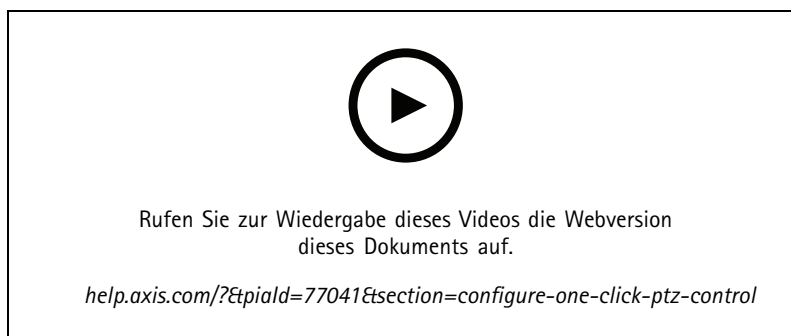 Rufen Sie zur Wiedergabe dieses Videos die Webversion
dieses Dokuments auf.
help.axis.com/?&piaId=77041&section=configure-one-click-ptz-control